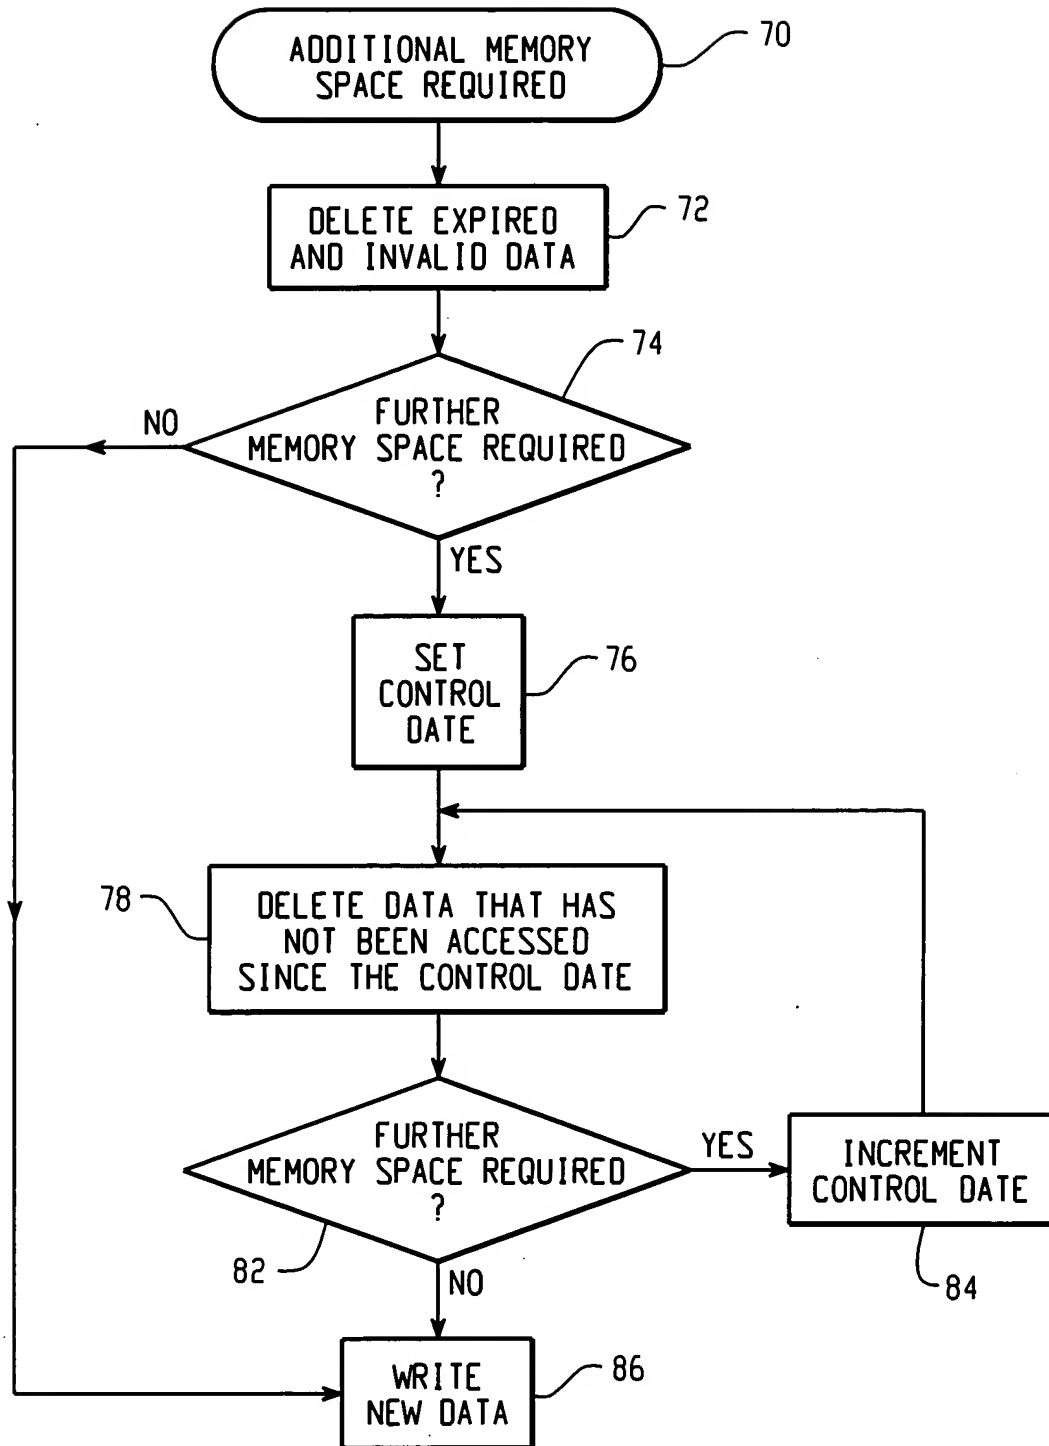 ADDITIONAL MEMORY
SPACE REQUIRED
70
DELETE EXPIRED
AND INVALID DATA
72
74
FURTHER
MEMORY SPACE REQUIRED
?
NO
YES
SET
CONTROL
DATE
76
78
DELETE DATA THAT HAS
NOT BEEN ACCESSED
SINCE THE CONTROL DATE
FURTHER
MEMORY SPACE REQUIRED
?
YES
INCREMENT
CONTROL DATE
82
84
NO
WRITE
NEW DATA
86